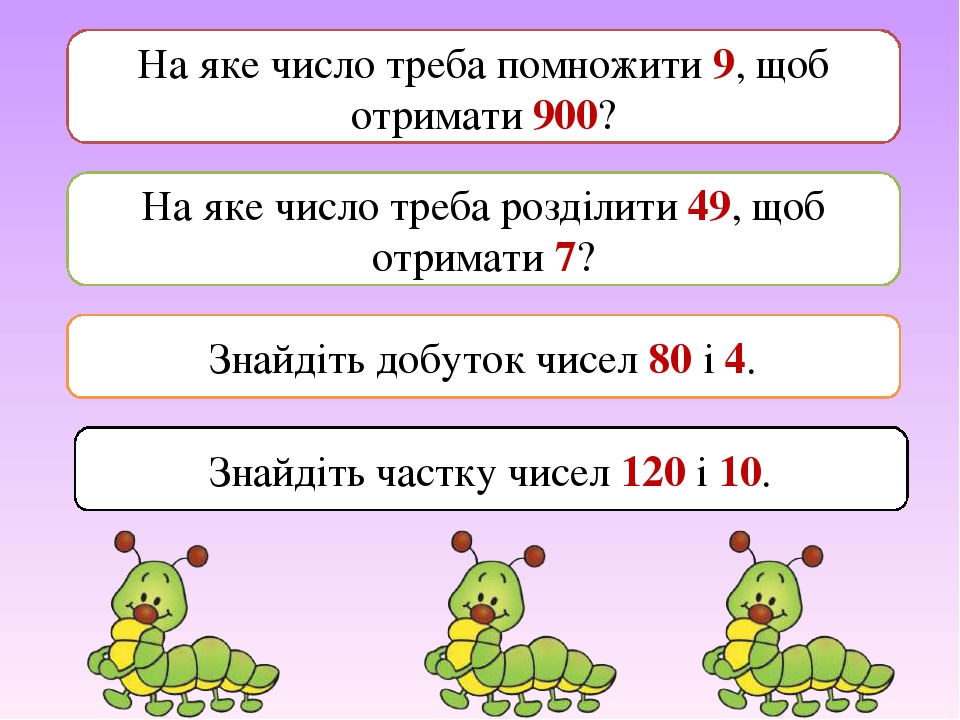 На яке число треба помножити 9, щоб
отримати 900?
На яке число треба розділити 49, щоб
отримати 7?
Знайдіть добуток чисел 80 і 4.
Знайдіть частку чисел 120 і 10.